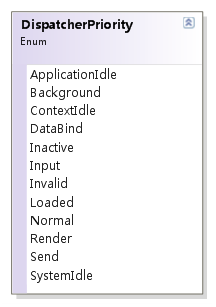 DispatcherPriority
Enum
ApplicationIdle
Background
ContextIdle
DataBind
Inactive
Input
Invalid
Loaded
Normal
Render
Send
SystemIdle